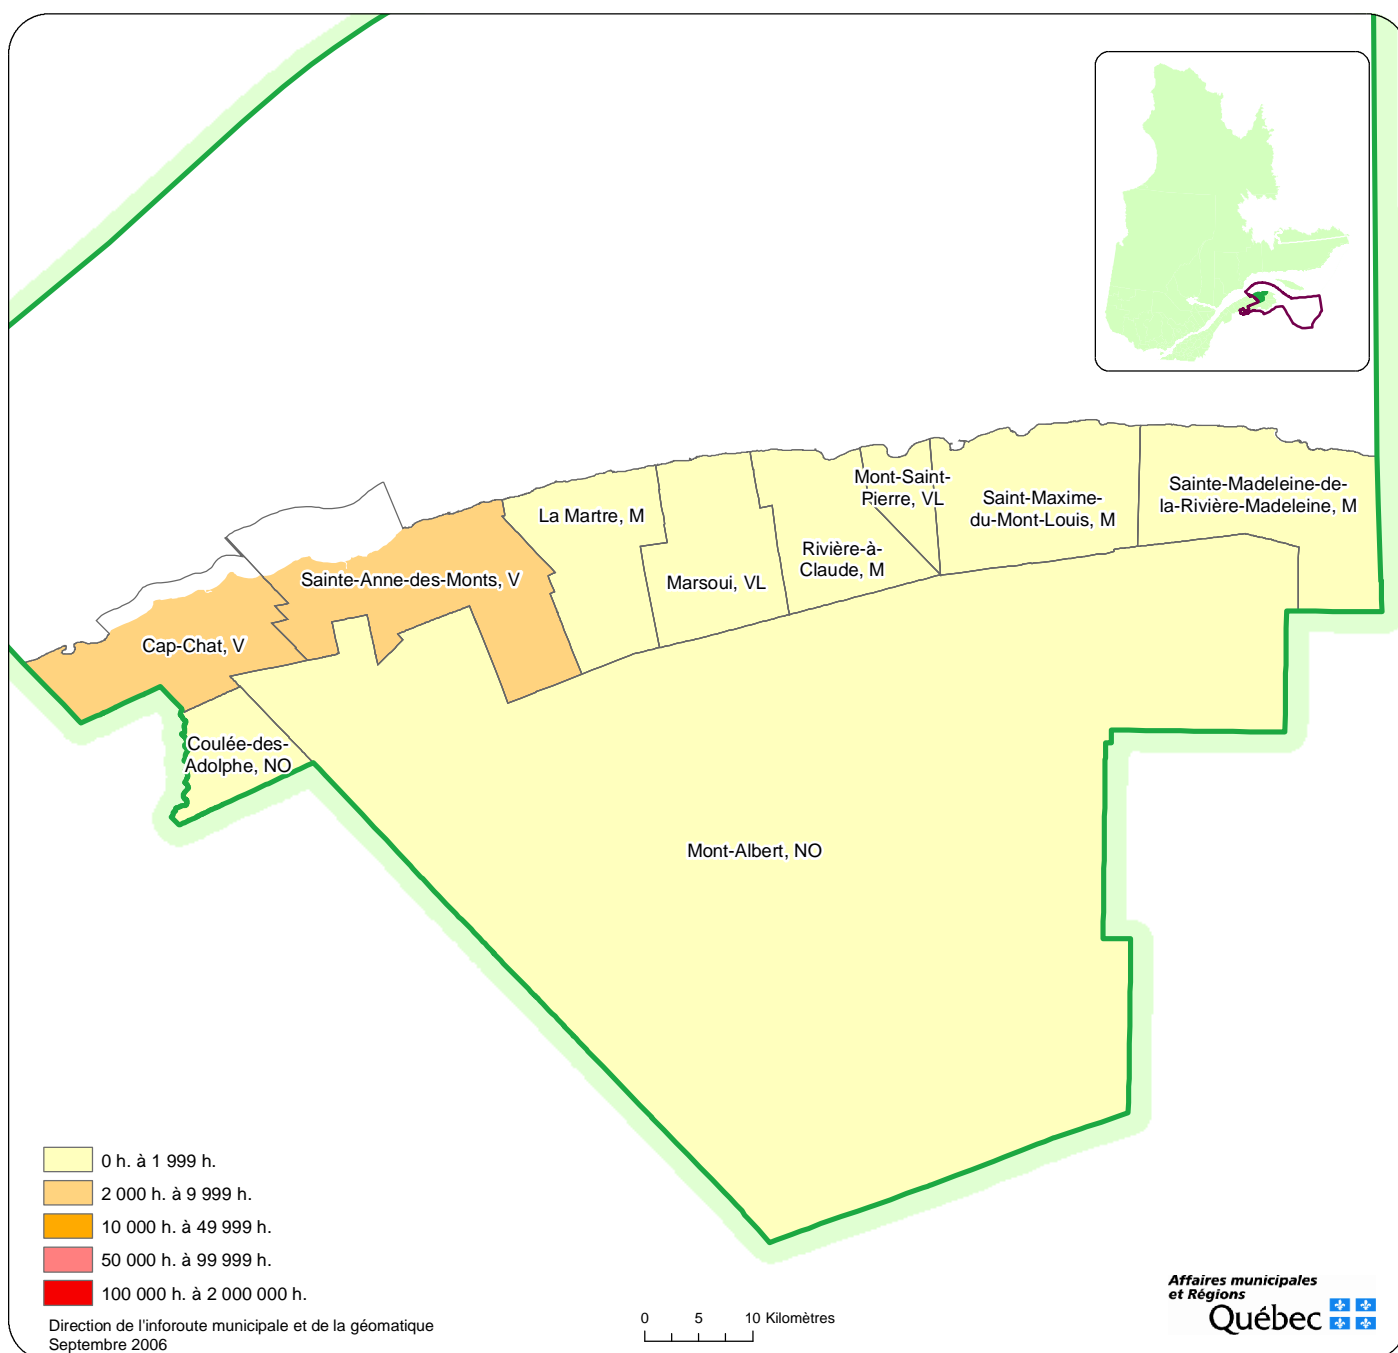 Mont-Saint-
Pierre, VL
Sainte-Madeleine-de-
la-Rivière-Madeleine, M
Saint-Maxime-
du-Mont-Louis, M
La Martre, M
Rivière-à-
Claude, M
Marsoui, VL
Sainte-Anne-des-Monts, V
Cap-Chat, V
Coulée-des-
Adolphe, NO
Mont-Albert, NO
0 h. à 1 999 h.
2 000 h. à 9 999 h.
10 000 h. à 49 999 h.
50 000 h. à 99 999 h.
100 000 h. à 2 000 000 h.
Direction de l'inforoute municipale et de la géomatique
Septembre 2006
0 5 10 Kilomètres
Affaires municipales
et Régions
Québec